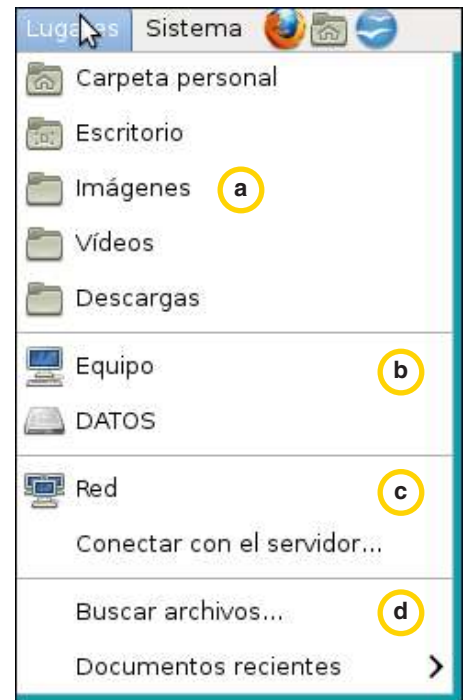 Lugares Sistema
Carpeta personal
Escritorio
Imágenes a
Vídeos
Descargas
Equipo b
DATOS
Red c
Conectar con el servidor...
Buscar archivos... d
Documentos recientes